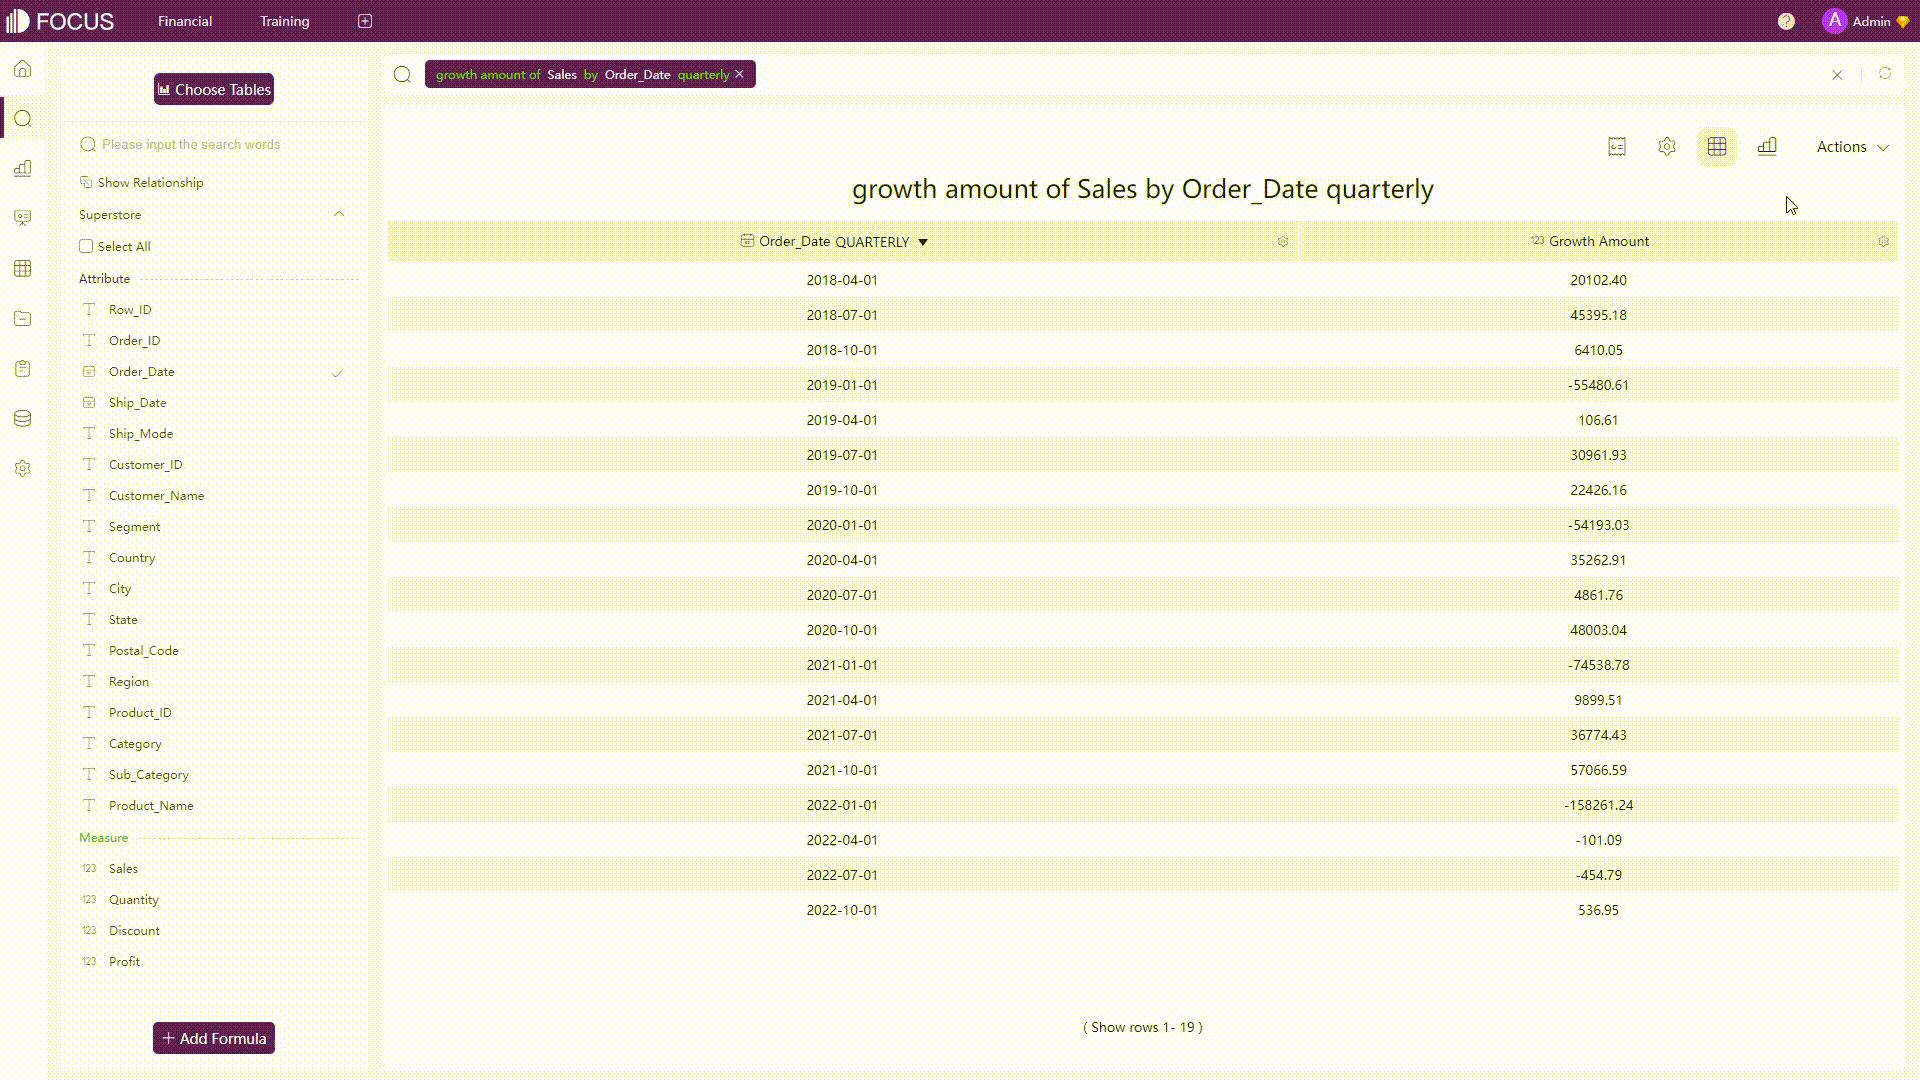 FOCUS
Financial
Training
? A Admin
Choose Tables
Please input the search words
Show Relationship
Superstore
Select All
Attribute
Row_ID
Order_ID
Order_Date
Ship_Date
Ship_Mode
Customer_ID
Customer_Name
Segment
Country
City
State
Postal_Code
Region
Product_ID
Category
Sub_Category
Product_Name
Measure
123 Sales
123 Quantity
123 Discount
123 Profit
+ Add Formula
growth amount of Sales by Order_Date quarterly ×
Actions
growth amount of Sales by Order_Date quarterly
Order_Date QUARTERLY 123 Growth Amount
2018-04-01 20102.40
2018-07-01 45395.18
2018-10-01 6410.05
2019-01-01 -55480.61
2019-04-01 106.61
2019-07-01 30961.93
2019-10-01 22426.16
2020-01-01 -54193.03
2020-04-01 35262.91
2020-07-01 4861.76
2020-10-01 48003.04
2021-01-01 -74538.78
2021-04-01 9899.51
2021-07-01 36774.43
2021-10-01 57066.59
2022-01-01 -158261.24
2022-04-01 -101.09
2022-07-01 -454.79
2022-10-01 536.95
( Show rows 1- 19 )